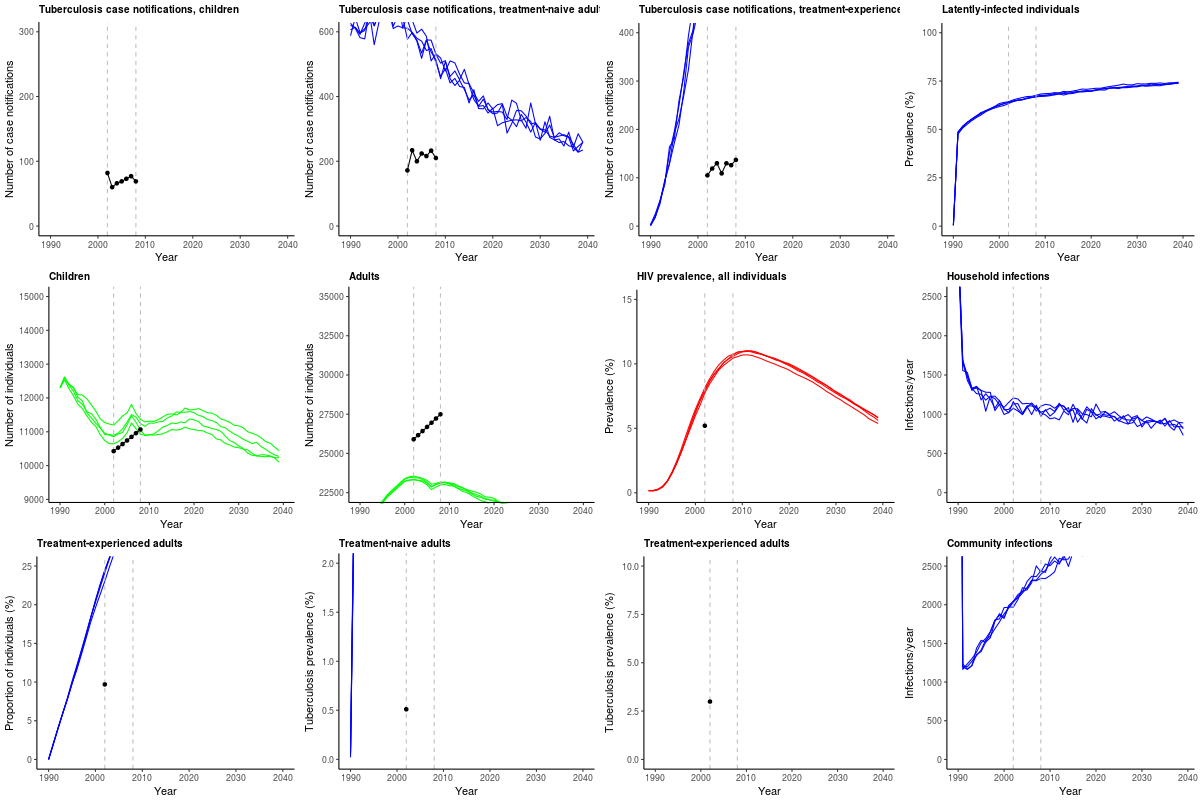 Tuberculosis case notifications, children
Number of case notifications
300
200
100
0
1990 2000 2010 2020 2030 2040
Year
Tuberculosis case notifications, treatment-naive adul
Number of case notifications
600
400
200
0
1990 2000 2010 2020 2030 2040
Year
Tuberculosis case notifications, treatment-experience
Number of case notifications
400
300
200
100
0
1990 2000 2010 2020 2030 2040
Year
Latently-infected individuals
Prevalence (%)
100
75
50
25
0
1990 2000 2010 2020 2030 2040
Year
Children
Number of individuals
15000
14000
13000
12000
11000
10000
9000
1990 2000 2010 2020 2030 2040
Year
Adults
Number of individuals
35000
32500
30000
27500
25000
22500
1990 2000 2010 2020 2030 2040
Year
HIV prevalence, all individuals
Prevalence (%)
15
10
5
0
1990 2000 2010 2020 2030 2040
Year
Household infections
Infections/year
2500
2000
1500
1000
500
0
1990 2000 2010 2020 2030 2040
Year
Treatment-experienced adults
Proportion of individuals (%)
25
20
15
10
5
0
1990 2000 2010 2020 2030 2040
Year
Treatment-naive adults
Tuberculosis prevalence (%)
2.0
1.5
1.0
0.5
0.0
1990 2000 2010 2020 2030 2040
Year
Treatment-experienced adults
Tuberculosis prevalence (%)
10.0
7.5
5.0
2.5
0.0
1990 2000 2010 2020 2030 2040
Year
Community infections
Infections/year
2500
2000
1500
1000
500
0
1990 2000 2010 2020 2030 2040
Year